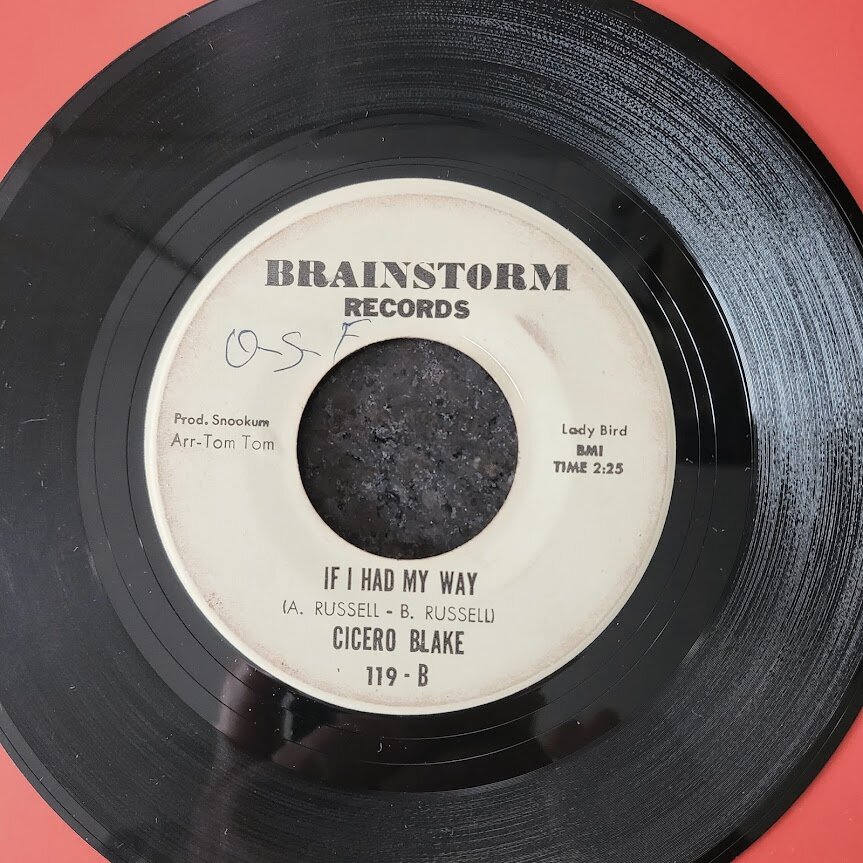 BRAINSTORM
RECORDS
O-S-F
Prod. Snookum
Arr-Tom Tom
Lady Bird
BMI
TIME 2:25
IF I HAD MY WAY
(A. RUSSELL - B. RUSSELL)
CICERO BLAKE
119 - B